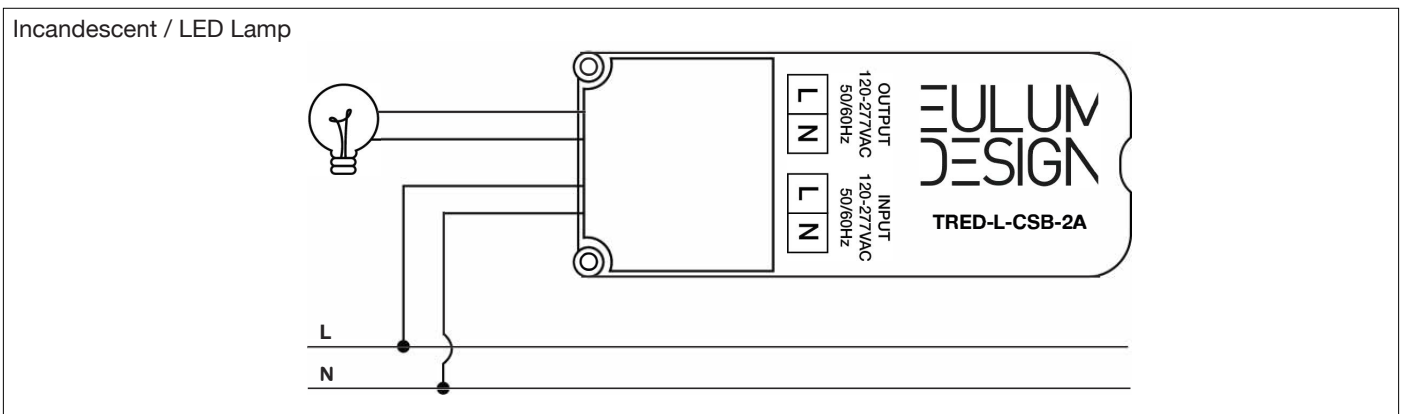 Incandescent / LED Lamp
OUTPUT
120-277VAC
50/60Hz
L
N
INPUT
120-277VAC
50/60Hz
L
N
EULUM
DESIGN
TRED-L-CSB-2A
L
N